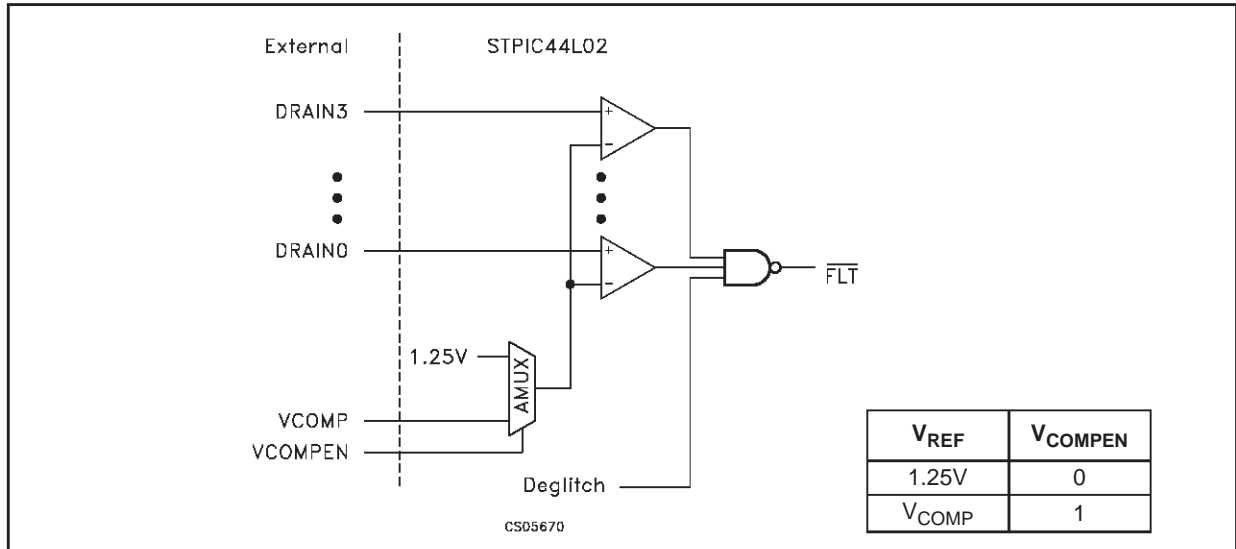 External
STPIC44L02
DRAIN3
+
−
DRAIN0
+
−
FLT
1.25V
AMUX
VCOMP
VCOMPEN
Deglitch
CS05670
VREF VCOMPEN
1.25V 0
VCOMP 1